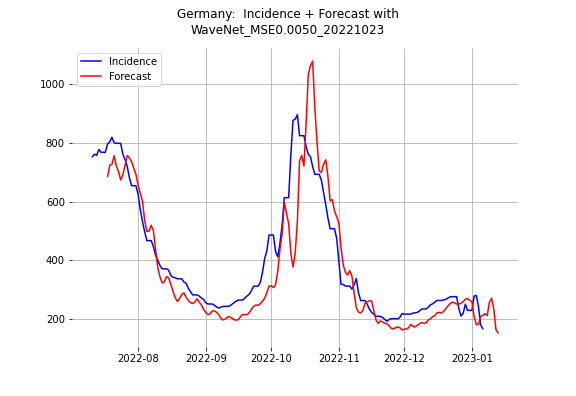 Germany:  Incidence + Forecast with
WaveNet_MSE0.0050_20221023
Incidence
Forecast
1000
800
600
400
200
2022-08
2022-09
2022-10
2022-11
2022-12
2023-01